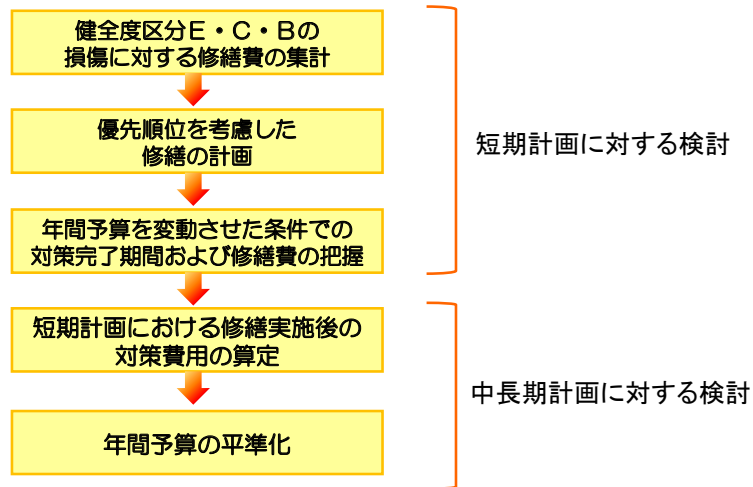 健全度区分E・C・Bの
損傷に対する修繕費の集計
優先順位を考慮した
修繕の計画
年間予算を変動させた条件での
対策完了期間および修繕費の把握
短期計画に対する検討
短期計画における修繕実施後の
対策費用の算定
年間予算の平準化
中長期計画に対する検討